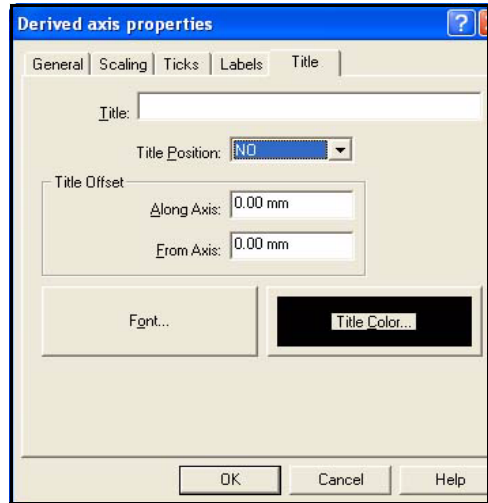 Derived axis properties ?
General Scaling Ticks Labels Title
Title:
Title Position: NO
Title Offset
Along Axis: 0.00 mm
From Axis: 0.00 mm
Font... Title Color...
OK Cancel Help